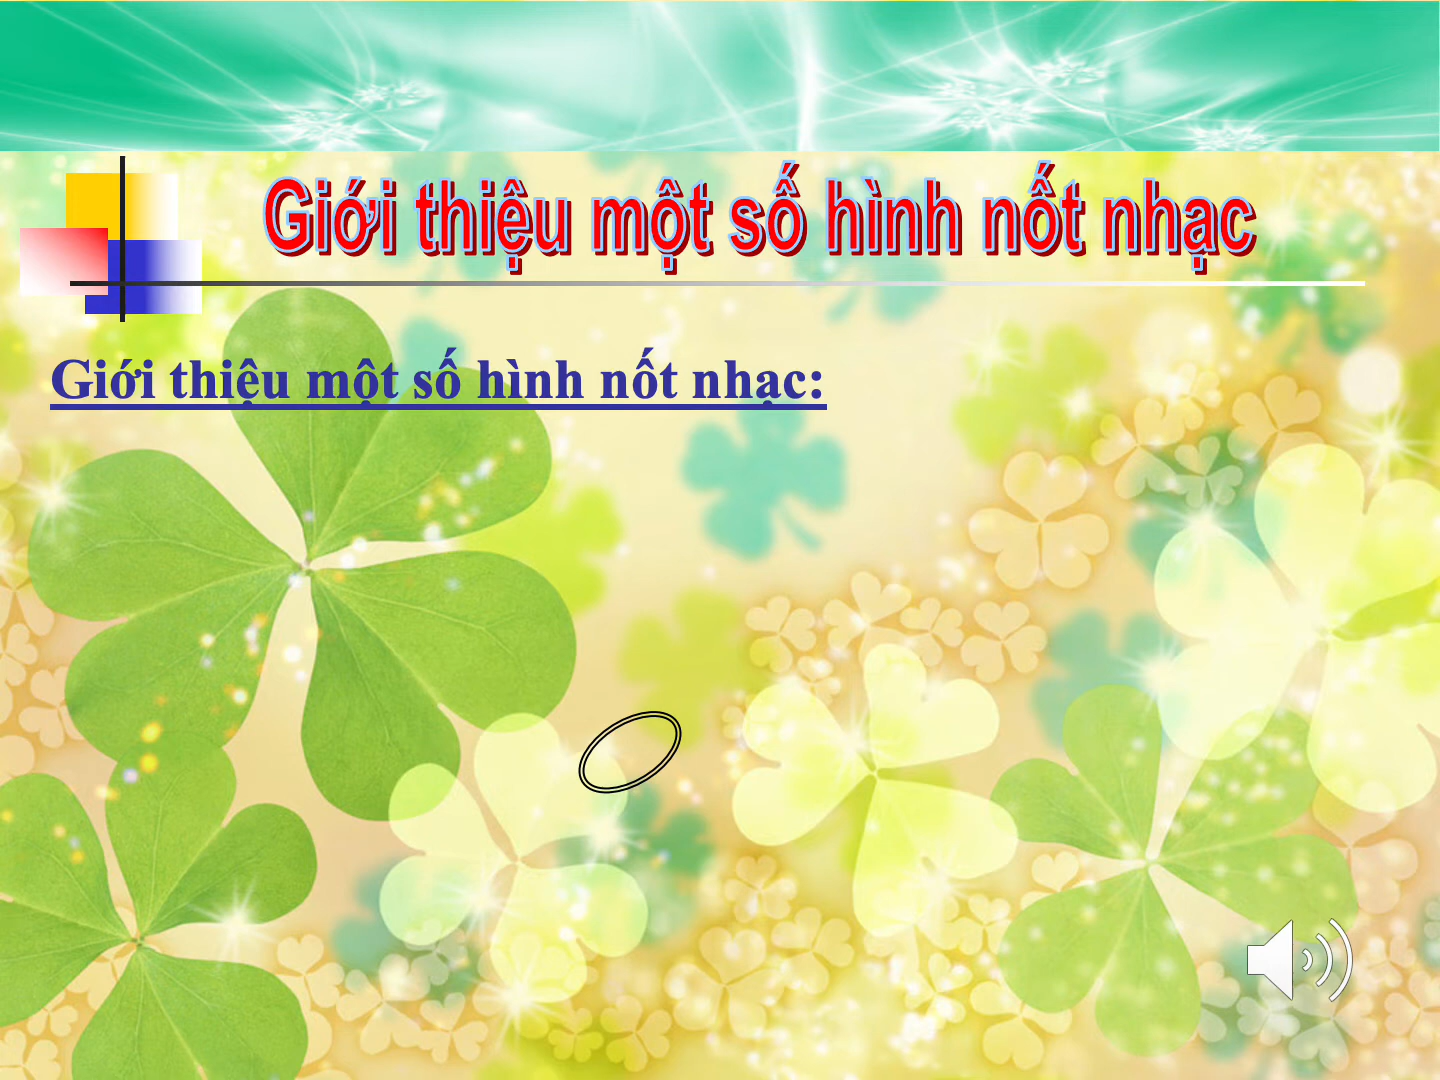 Giới thiệu một số hình nốt nhạc
Giới thiệu một số hình nốt nhạc: